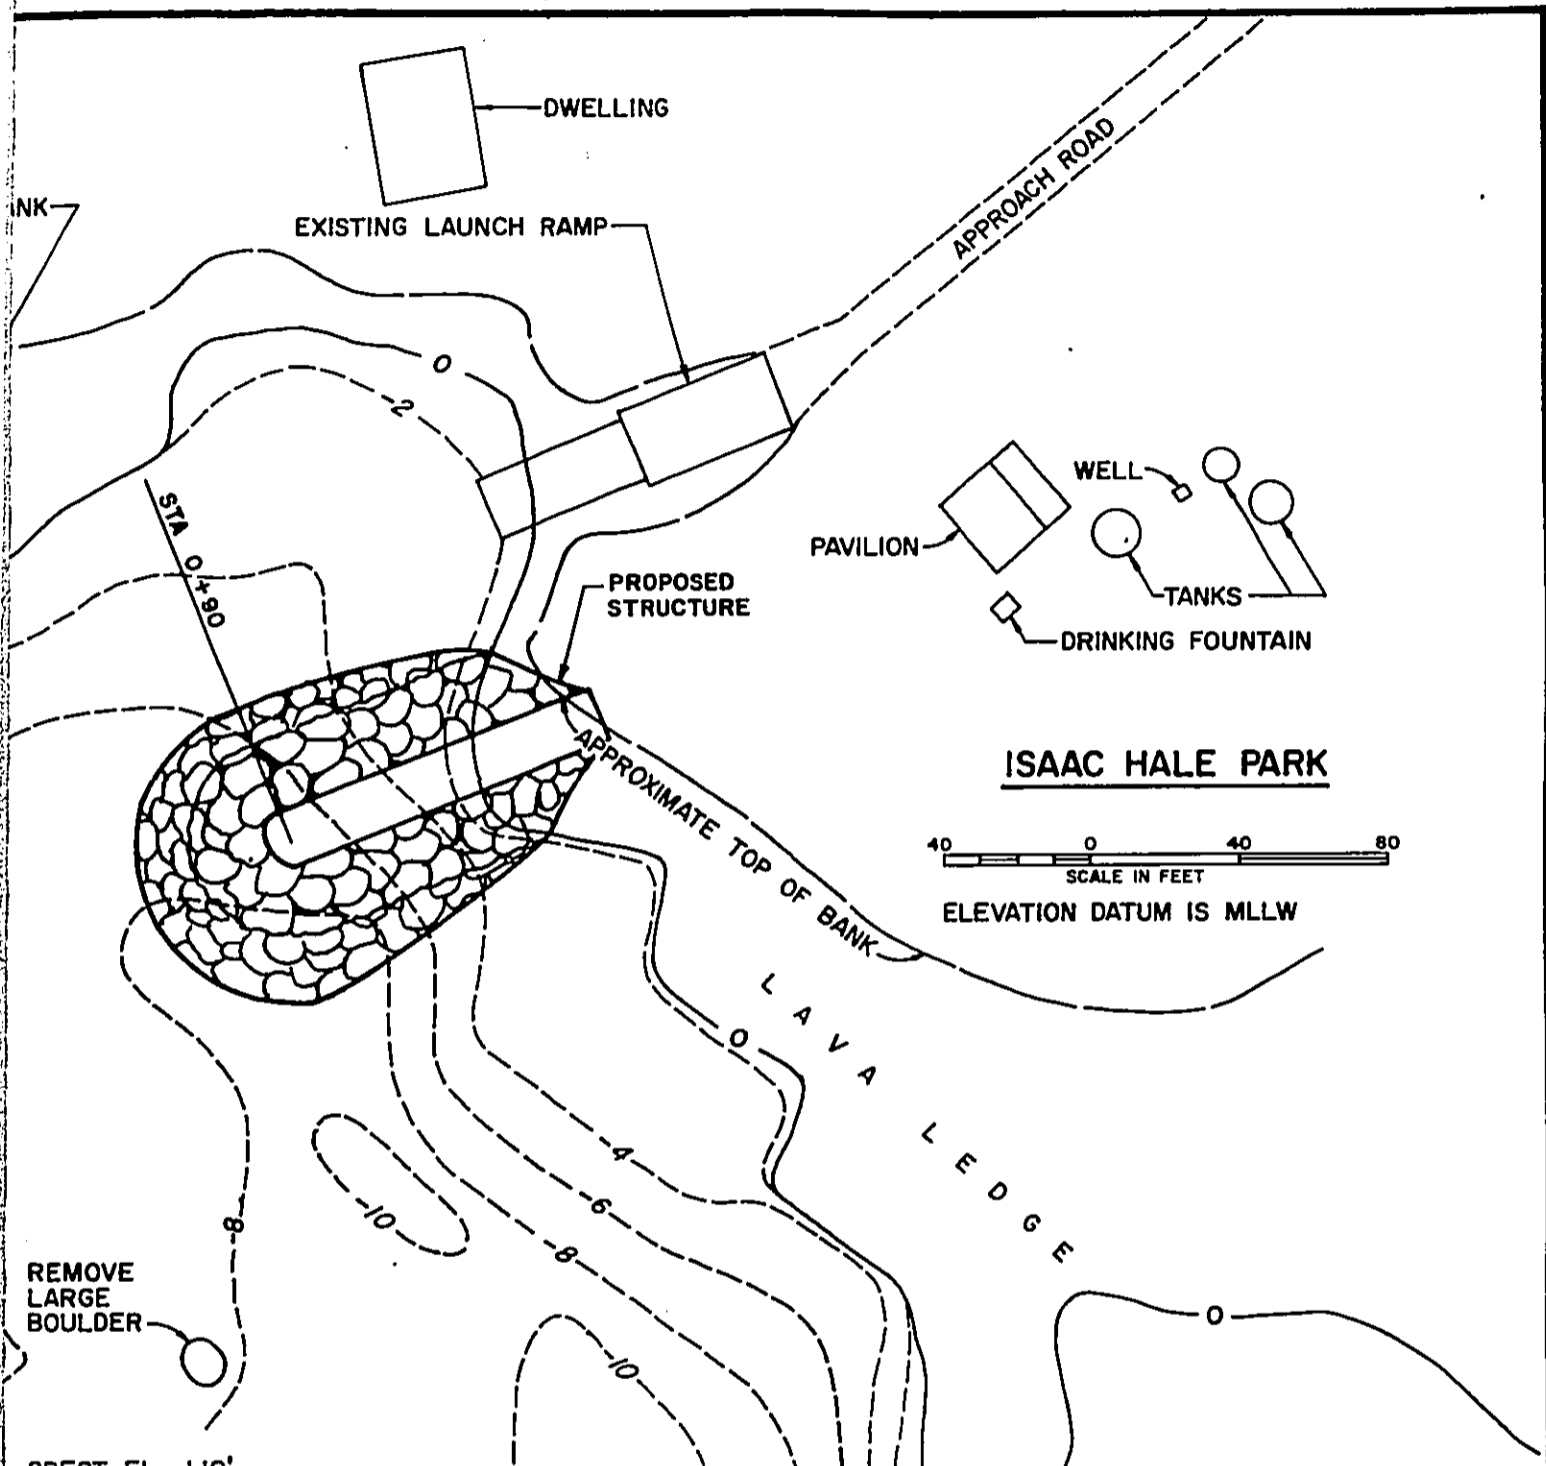 DWELLING
APPROACH ROAD
EXISTING LAUNCH RAMP
0
-2
WELL
PAVILION
STA 0+90
PROPOSED
STRUCTURE
TANKS
DRINKING FOUNTAIN
APPROXIMATE TOP OF BANK
ISAAC HALE PARK
40 0 40 80
SCALE IN FEET
ELEVATION DATUM IS MLLW
LAVA LEDGE
0
-4
-6
-8
-10
-8
REMOVE
LARGE
BOULDER
0
-10